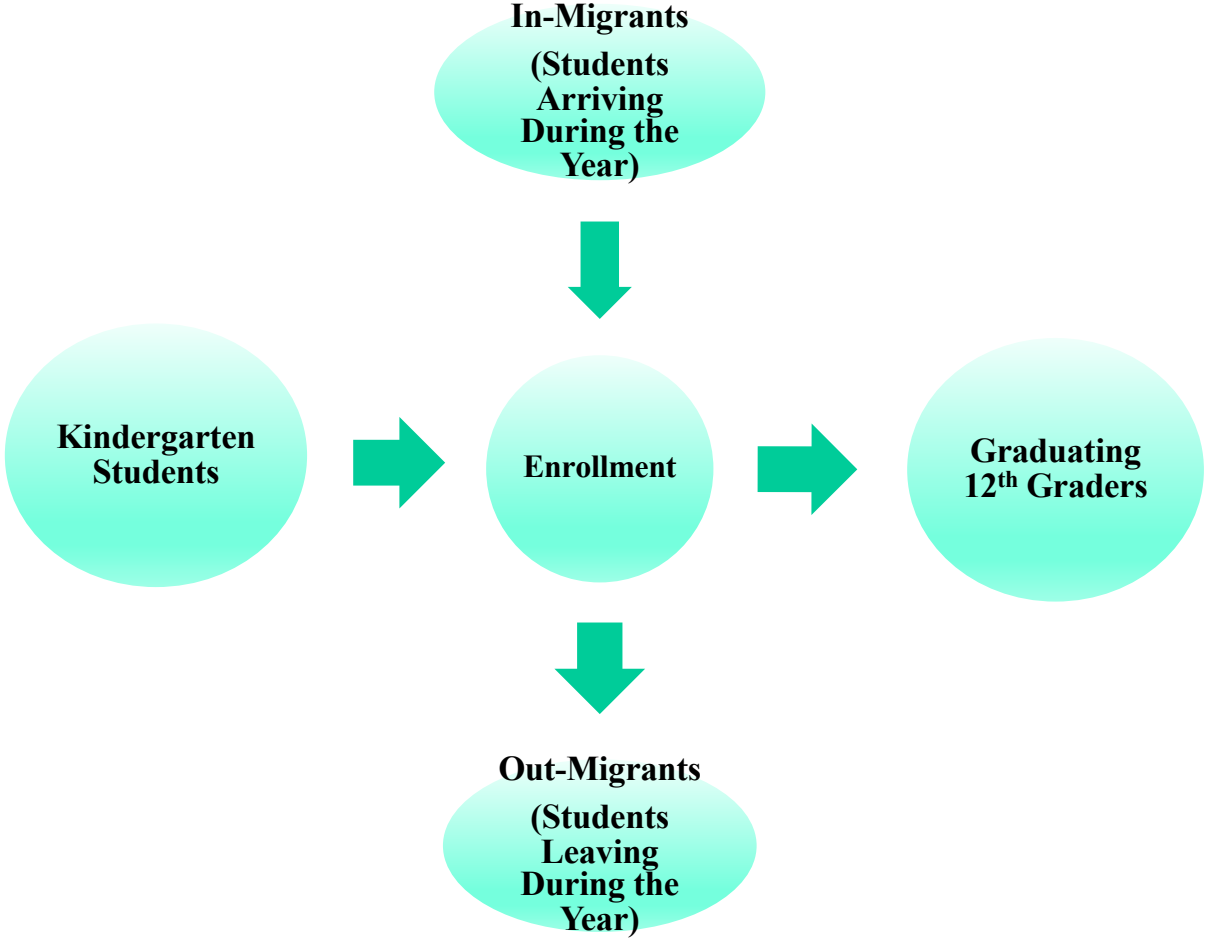 In-Migrants
(Students
Arriving
During the
Year)
Kindergarten
Students
Enrollment
Graduating
12th Graders
Out-Migrants
(Students
Leaving
During the
Year)